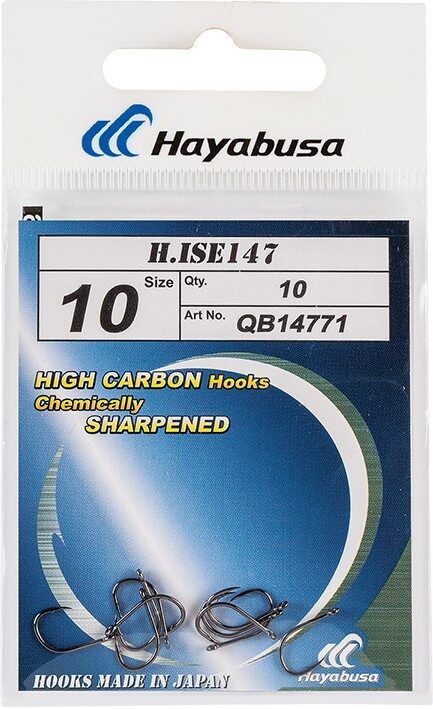 Hayabusa
H.ISE147
10 Size Qty. 10
Art No. QB14771
HIGH CARBON Hooks
Chemically
SHARPENED
HOOKS MADE IN JAPAN
Hayabusa